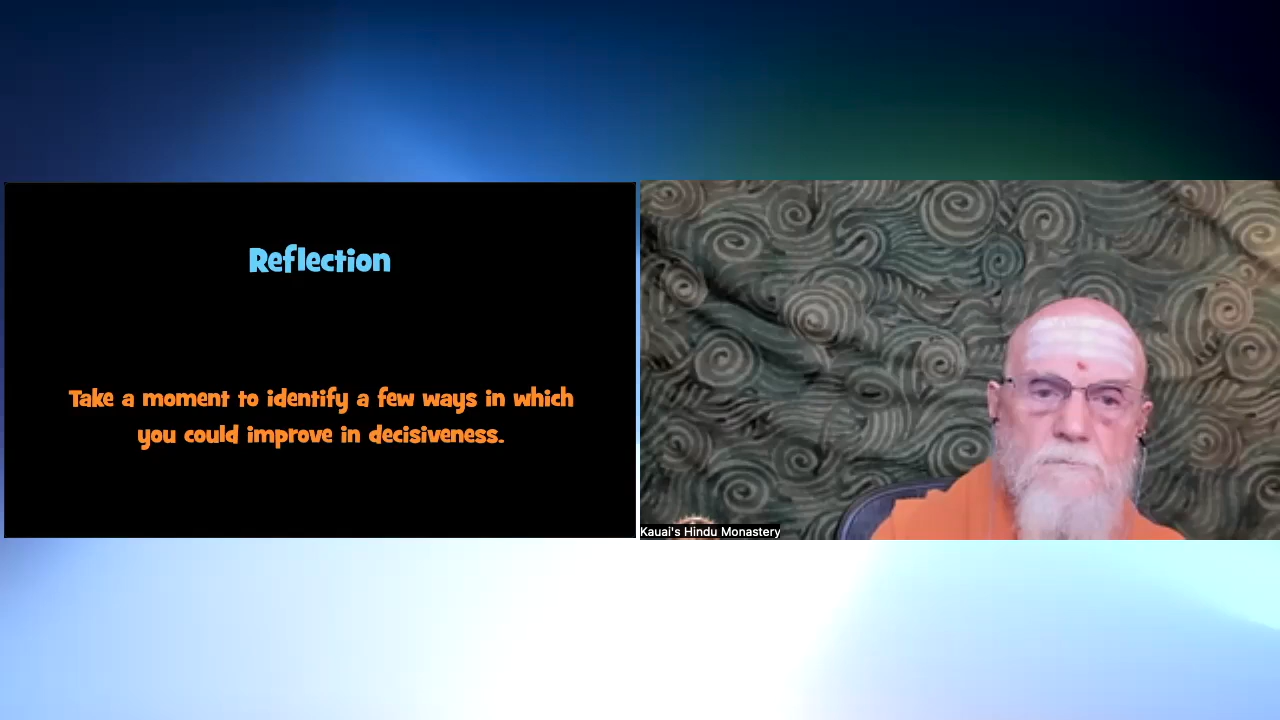 Reflection
Take a moment to identify a few ways in which
you could improve in decisiveness.
Kauai's Hindu Monastery